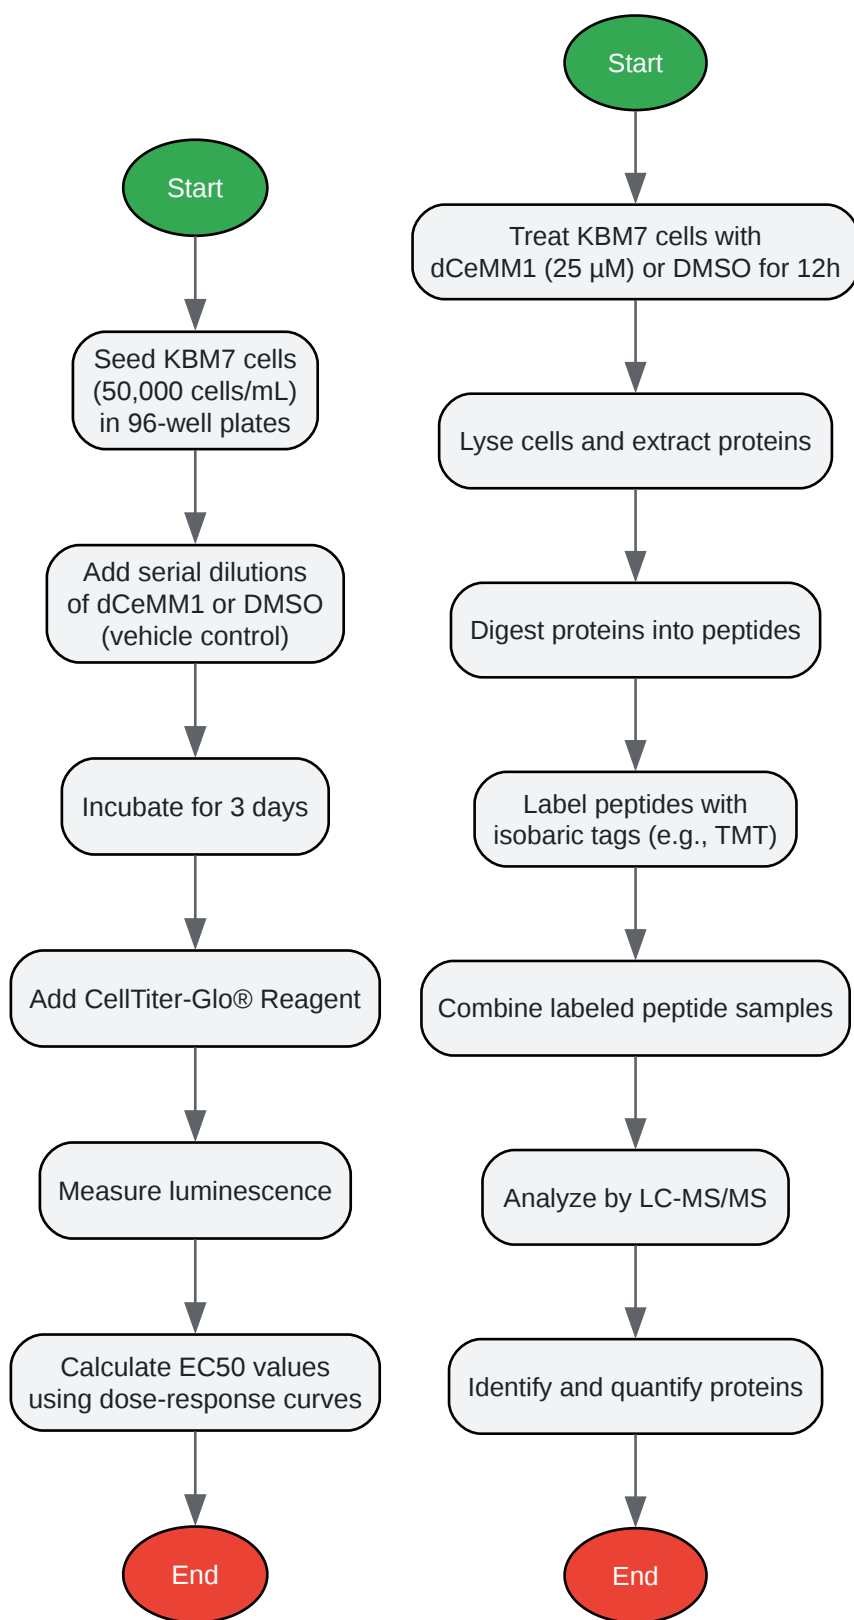 Start
Seed KBM7 cells
(50,000 cells/mL)
in 96-well plates
Add serial dilutions
of dCeMM1 or DMSO
(vehicle control)
Incubate for 3 days
Add CellTiter-Glo® Reagent
Measure luminescence
Calculate EC50 values
using dose-response curves
End
Start
Treat KBM7 cells with
dCeMM1 (25 µM) or DMSO for 12h
Lyse cells and extract proteins
Digest proteins into peptides
Label peptides with
isobaric tags (e.g., TMT)
Combine labeled peptide samples
Analyze by LC-MS/MS
Identify and quantify proteins
End